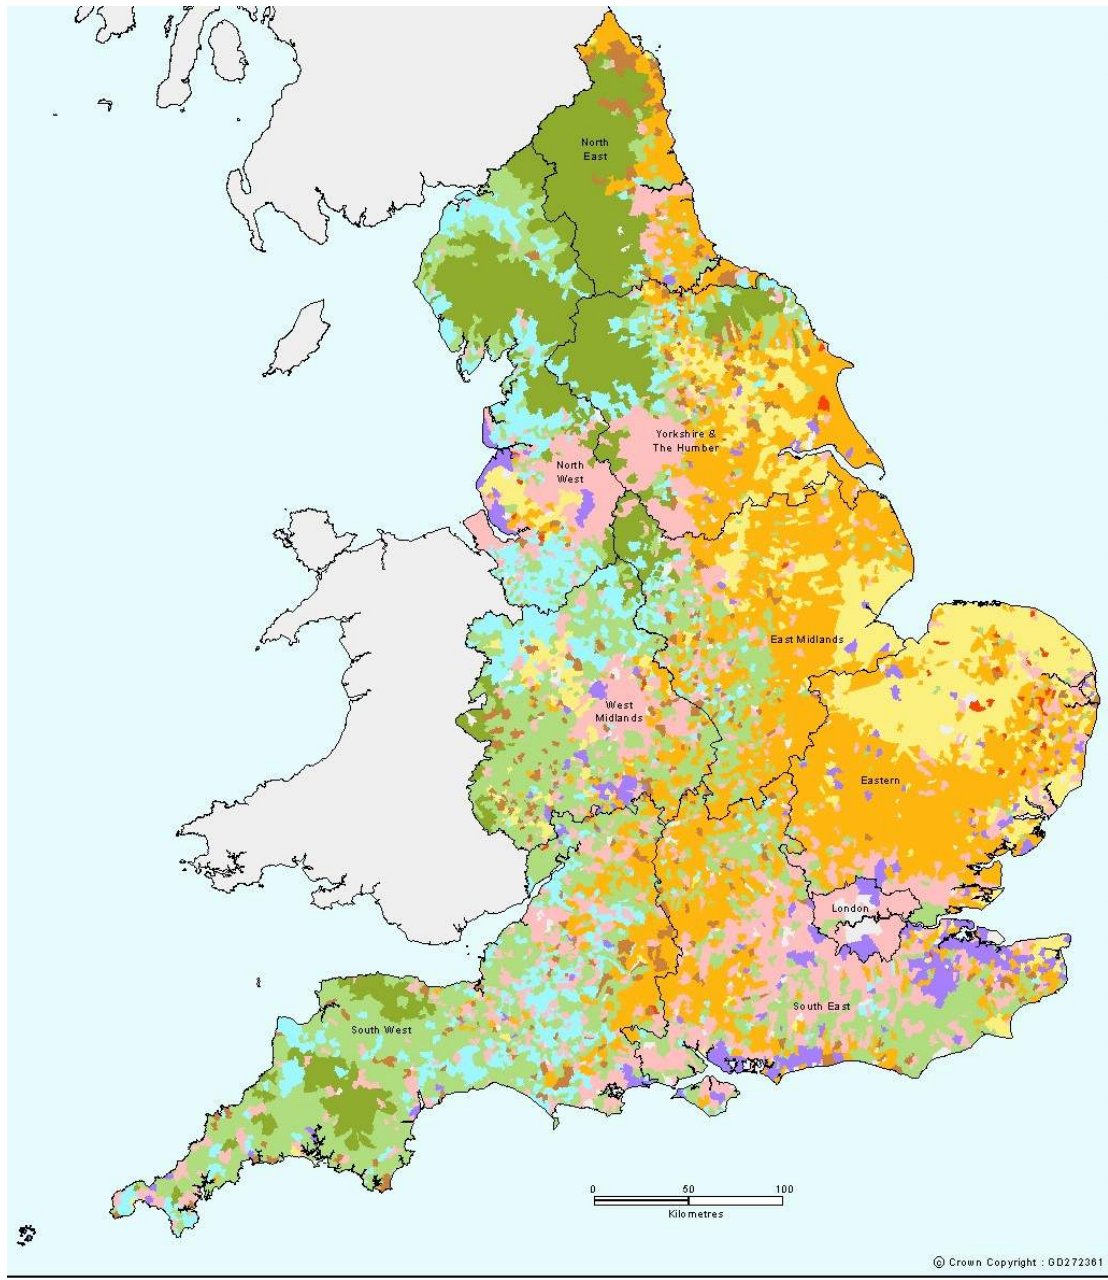 North
East
Yorkshire &
The Humber
North
West
East Midlands
West
Midlands
Eastern
London
South East
South West
0 50 100
Kilometres
© Crown Copyright : GD272361